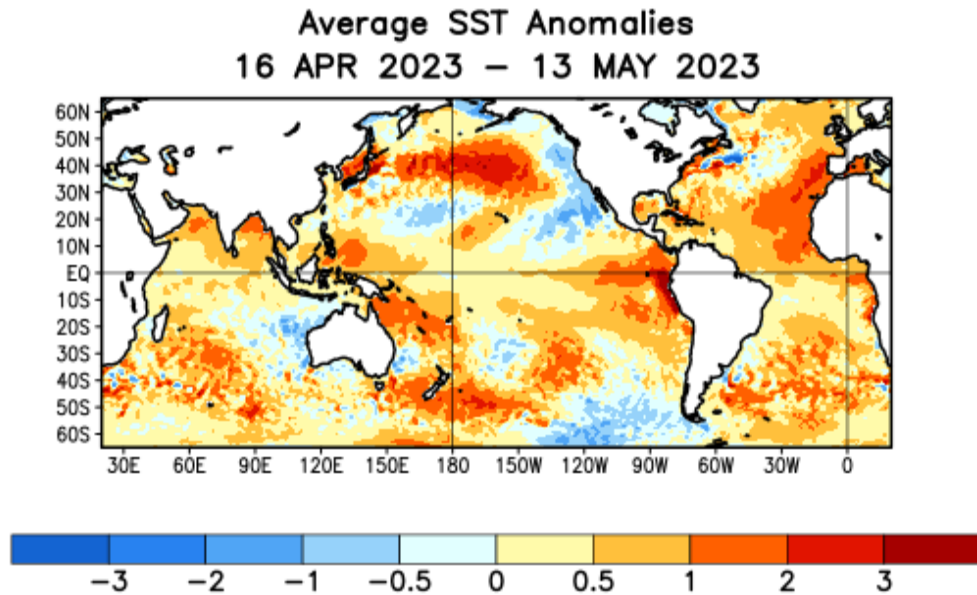 Average SST Anomalies
16 APR 2023 – 13 MAY 2023
60N
50N
40N
30N
20N
10N
EQ
10S
20S
30S
40S
50S
60S
30E 60E 90E 120E 150E 180 150W 120W 90W 60W 30W 0
−3 −2 −1 −0.5 0 0.5 1 2 3